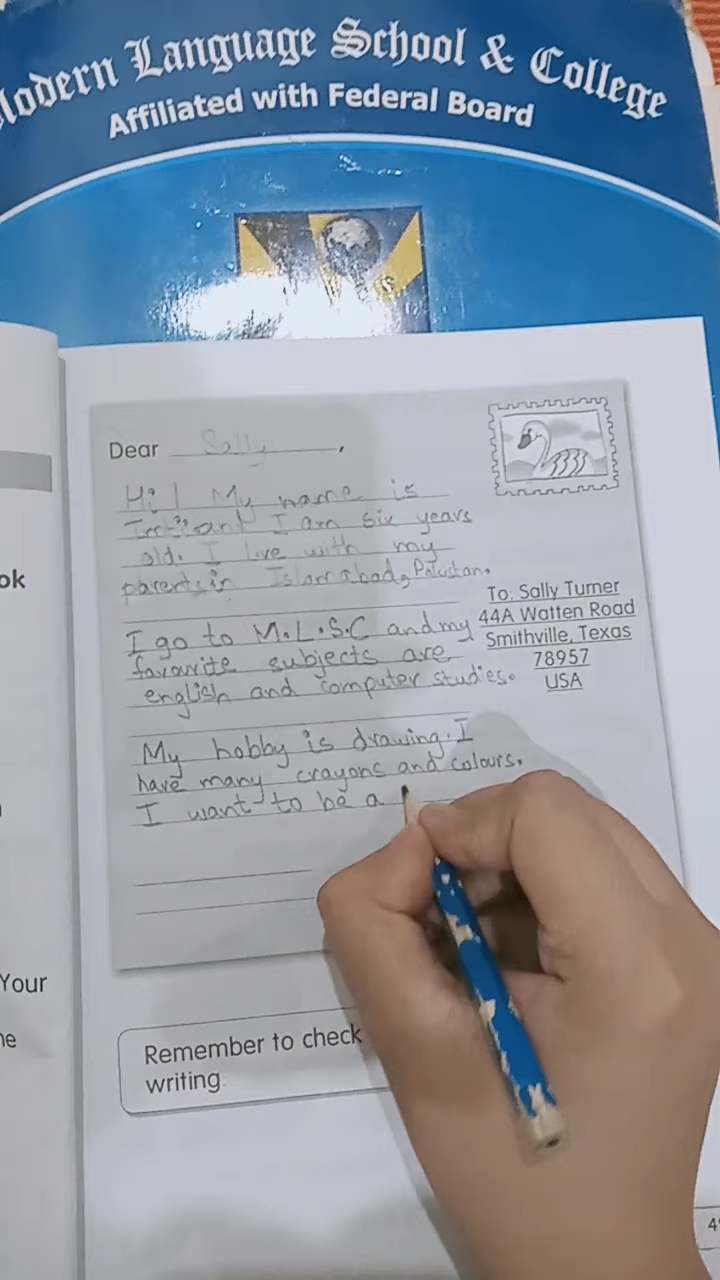 Modern Language School & College
Affiliated with Federal Board
Dear Sally,
Hi! My name is
and I am six years
old. I live with my
parents in Islamabad, Pakistan.
I go to M.L.S.C and my
favourite subjects are
english and computer studies.
My hobby is drawing. I
have many crayons and colours.
I want to be a
To: Sally Turner
44A Watten Road
Smithville, Texas
78957
USA
Remember to check
writing.
ok
Your